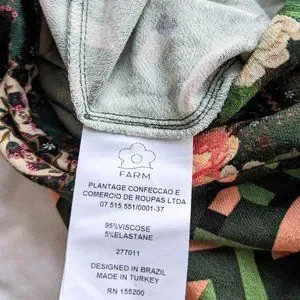 FARM
PLANTAGE CONFECCAO E
COMERCIO DE ROUPAS LTDA
07.515.551/0001-37
95%VISCOSE
5%ELASTANE
277011
DESIGNED IN BRAZIL
MADE IN TURKEY
RN 155200